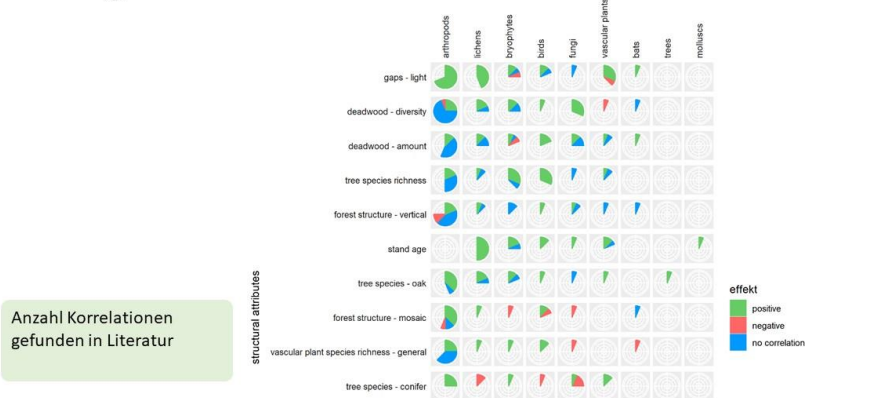 arthropods
lichens
bryophytes
birds
fungi
vascular plants
bats
trees
molluscs
gaps - light
deadwood - diversity
deadwood - amount
tree species richness
forest structure - vertical
stand age
tree species - oak
forest structure - mosaic
vascular plant species richness - general
tree species - conifer
structural attributes
Anzahl Korrelationen
gefunden in Literatur
effekt
positive
negative
no correlation